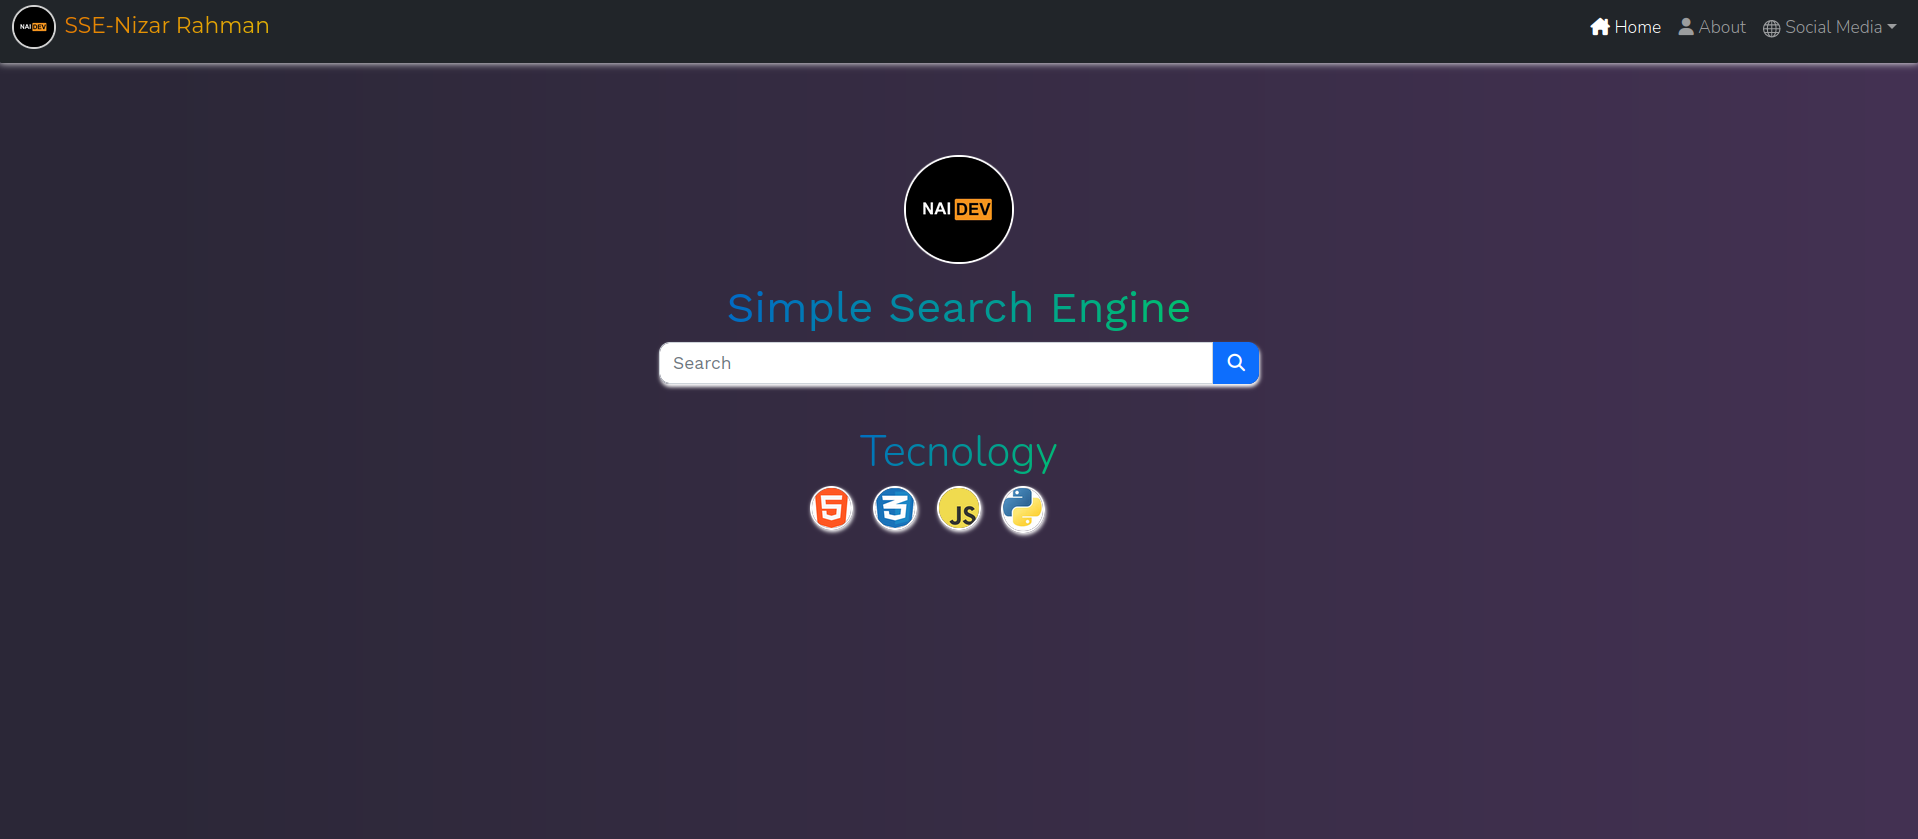 NAI DEV SSE-Nizar Rahman
Home About Social Media
NAI DEV
Simple Search Engine
Search
Tecnology
5 3 JS